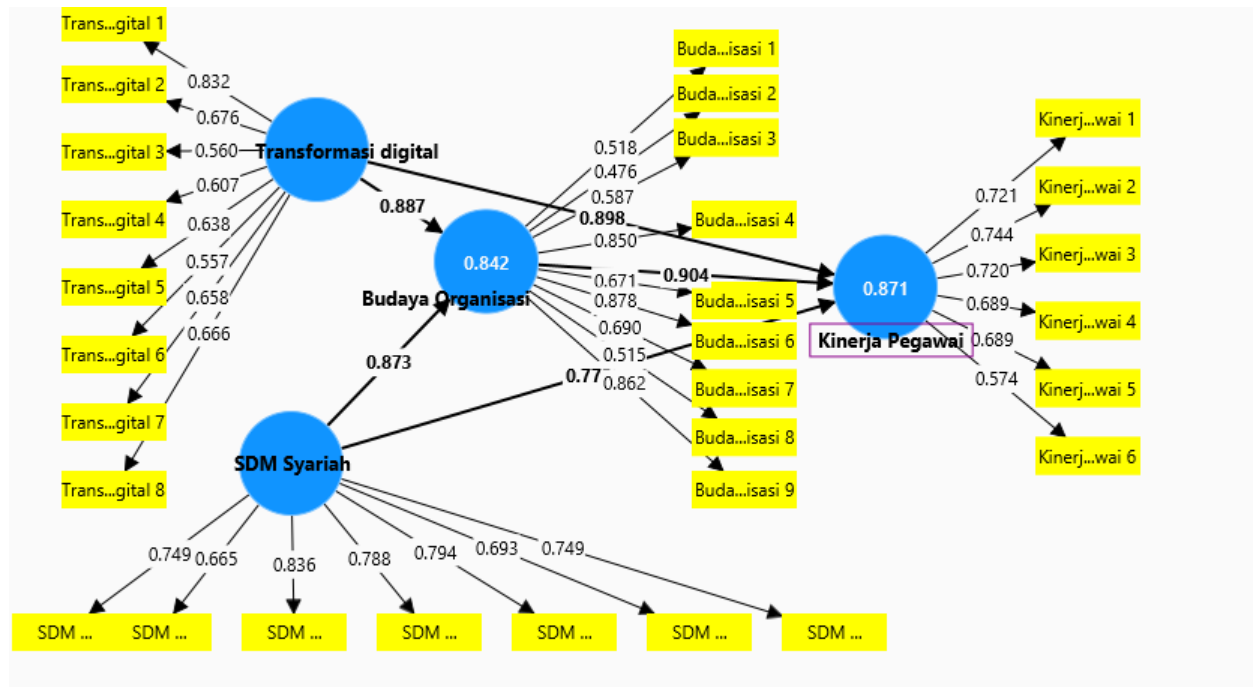 Trans...gital 1
Trans...gital 2
Trans...gital 3
Trans...gital 4
Trans...gital 5
Trans...gital 6
Trans...gital 7
Trans...gital 8
0.832
0.676
0.560
0.607
0.638
0.557
0.658
0.666
Transformasi digital
0.887
0.898
0.842
Budaya Organisasi
0.873
0.904
0.77
SDM Syariah
Buda...isasi 1
Buda...isasi 2
Buda...isasi 3
Buda...isasi 4
Buda...isasi 5
Buda...isasi 6
Buda...isasi 7
Buda...isasi 8
Buda...isasi 9
0.518
0.476
0.587
0.850
0.671
0.878
0.690
0.515
0.862
0.871
Kinerja Pegawai
0.721
0.744
0.720
0.689
0.689
0.574
Kinerj...wai 1
Kinerj...wai 2
Kinerj...wai 3
Kinerj...wai 4
Kinerj...wai 5
Kinerj...wai 6
0.749
0.665
0.836
0.788
0.794
0.693
0.749
SDM ...
SDM ...
SDM ...
SDM ...
SDM ...
SDM ...
SDM ...